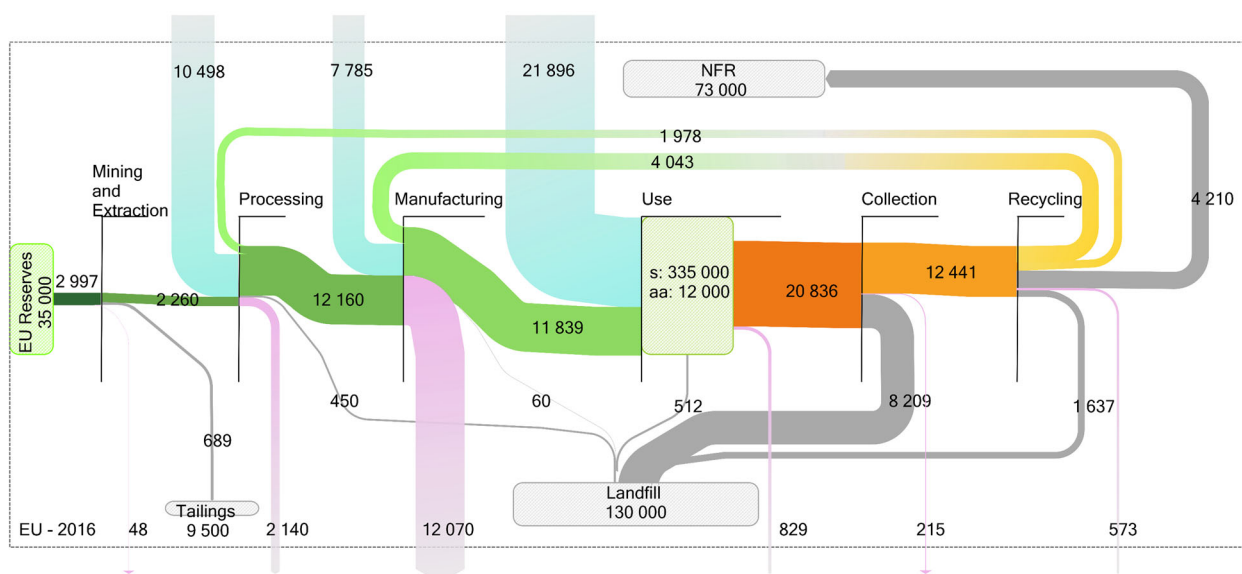 10 498
7 785
21 896
NFR
73 000
1 978
4 043
Mining
and
Extraction
Processing
Manufacturing
Use
Collection
Recycling
4 210
EU Reserves
35 000
2 997
2 260
12 160
11 839
s: 335 000
aa: 12 000
20 836
12 441
450
60
512
8 209
1 637
689
Tailings
9 500
Landfill
130 000
EU - 2016
48
2 140
12 070
829
215
573